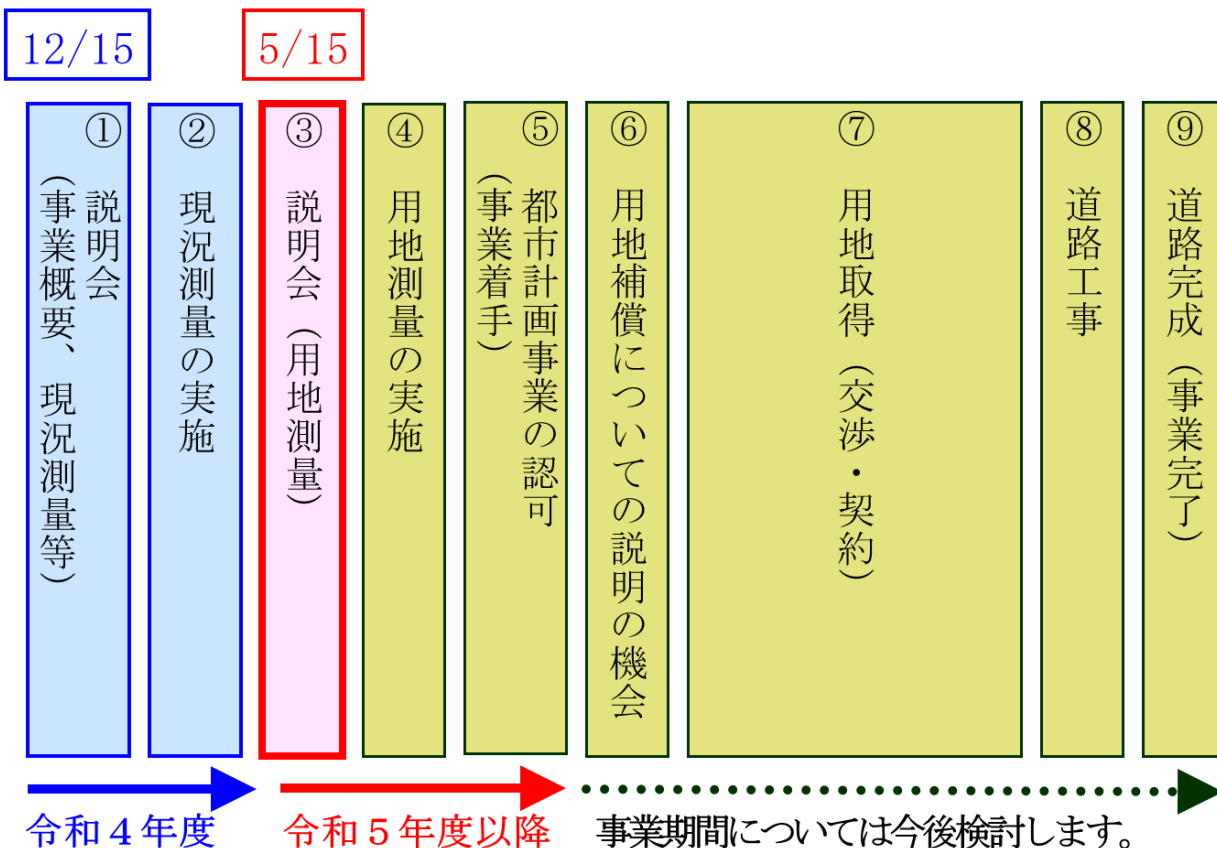 12/15
5/15
①
説明会
（事業概要、現況測量等）
②
現況測量の実施
③
説明会（用地測量）
④
用地測量の実施
⑤
都市計画事業の認可
（事業着手）
⑥
用地補償についての説明の機会
⑦
用地取得（交渉・契約）
⑧
道路工事
⑨
道路完成（事業完了）
令和４年度
令和５年度以降
事業期間については今後検討します。